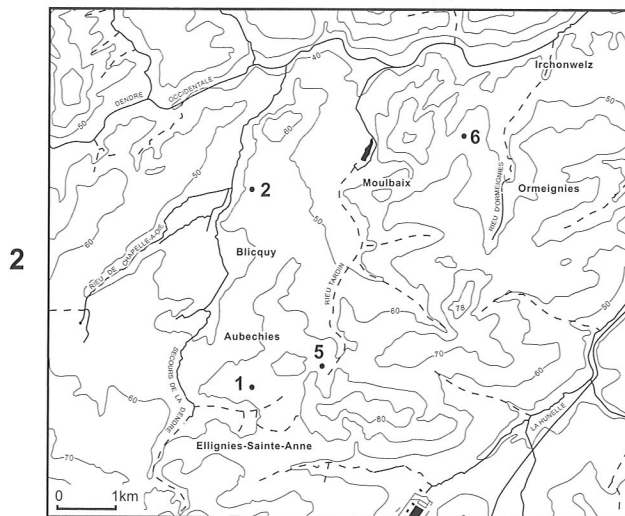 Irchonwelz
40
50
DENDRE
OCCIDENTALE
50
60
6
50
2
Moulbaix
Ormeignies
50
RIEU D'ORMEIGNIES
60
50
RIEU DE CHAPELLE-A-OIE
2
Blicquy
RIEU TARDIN
60
78
50
Aubechies
5
70
60
SECOURS DE LA DENDRE
1
60
80
LA HUNELLE
Ellignies-Sainte-Anne
70
0 1km